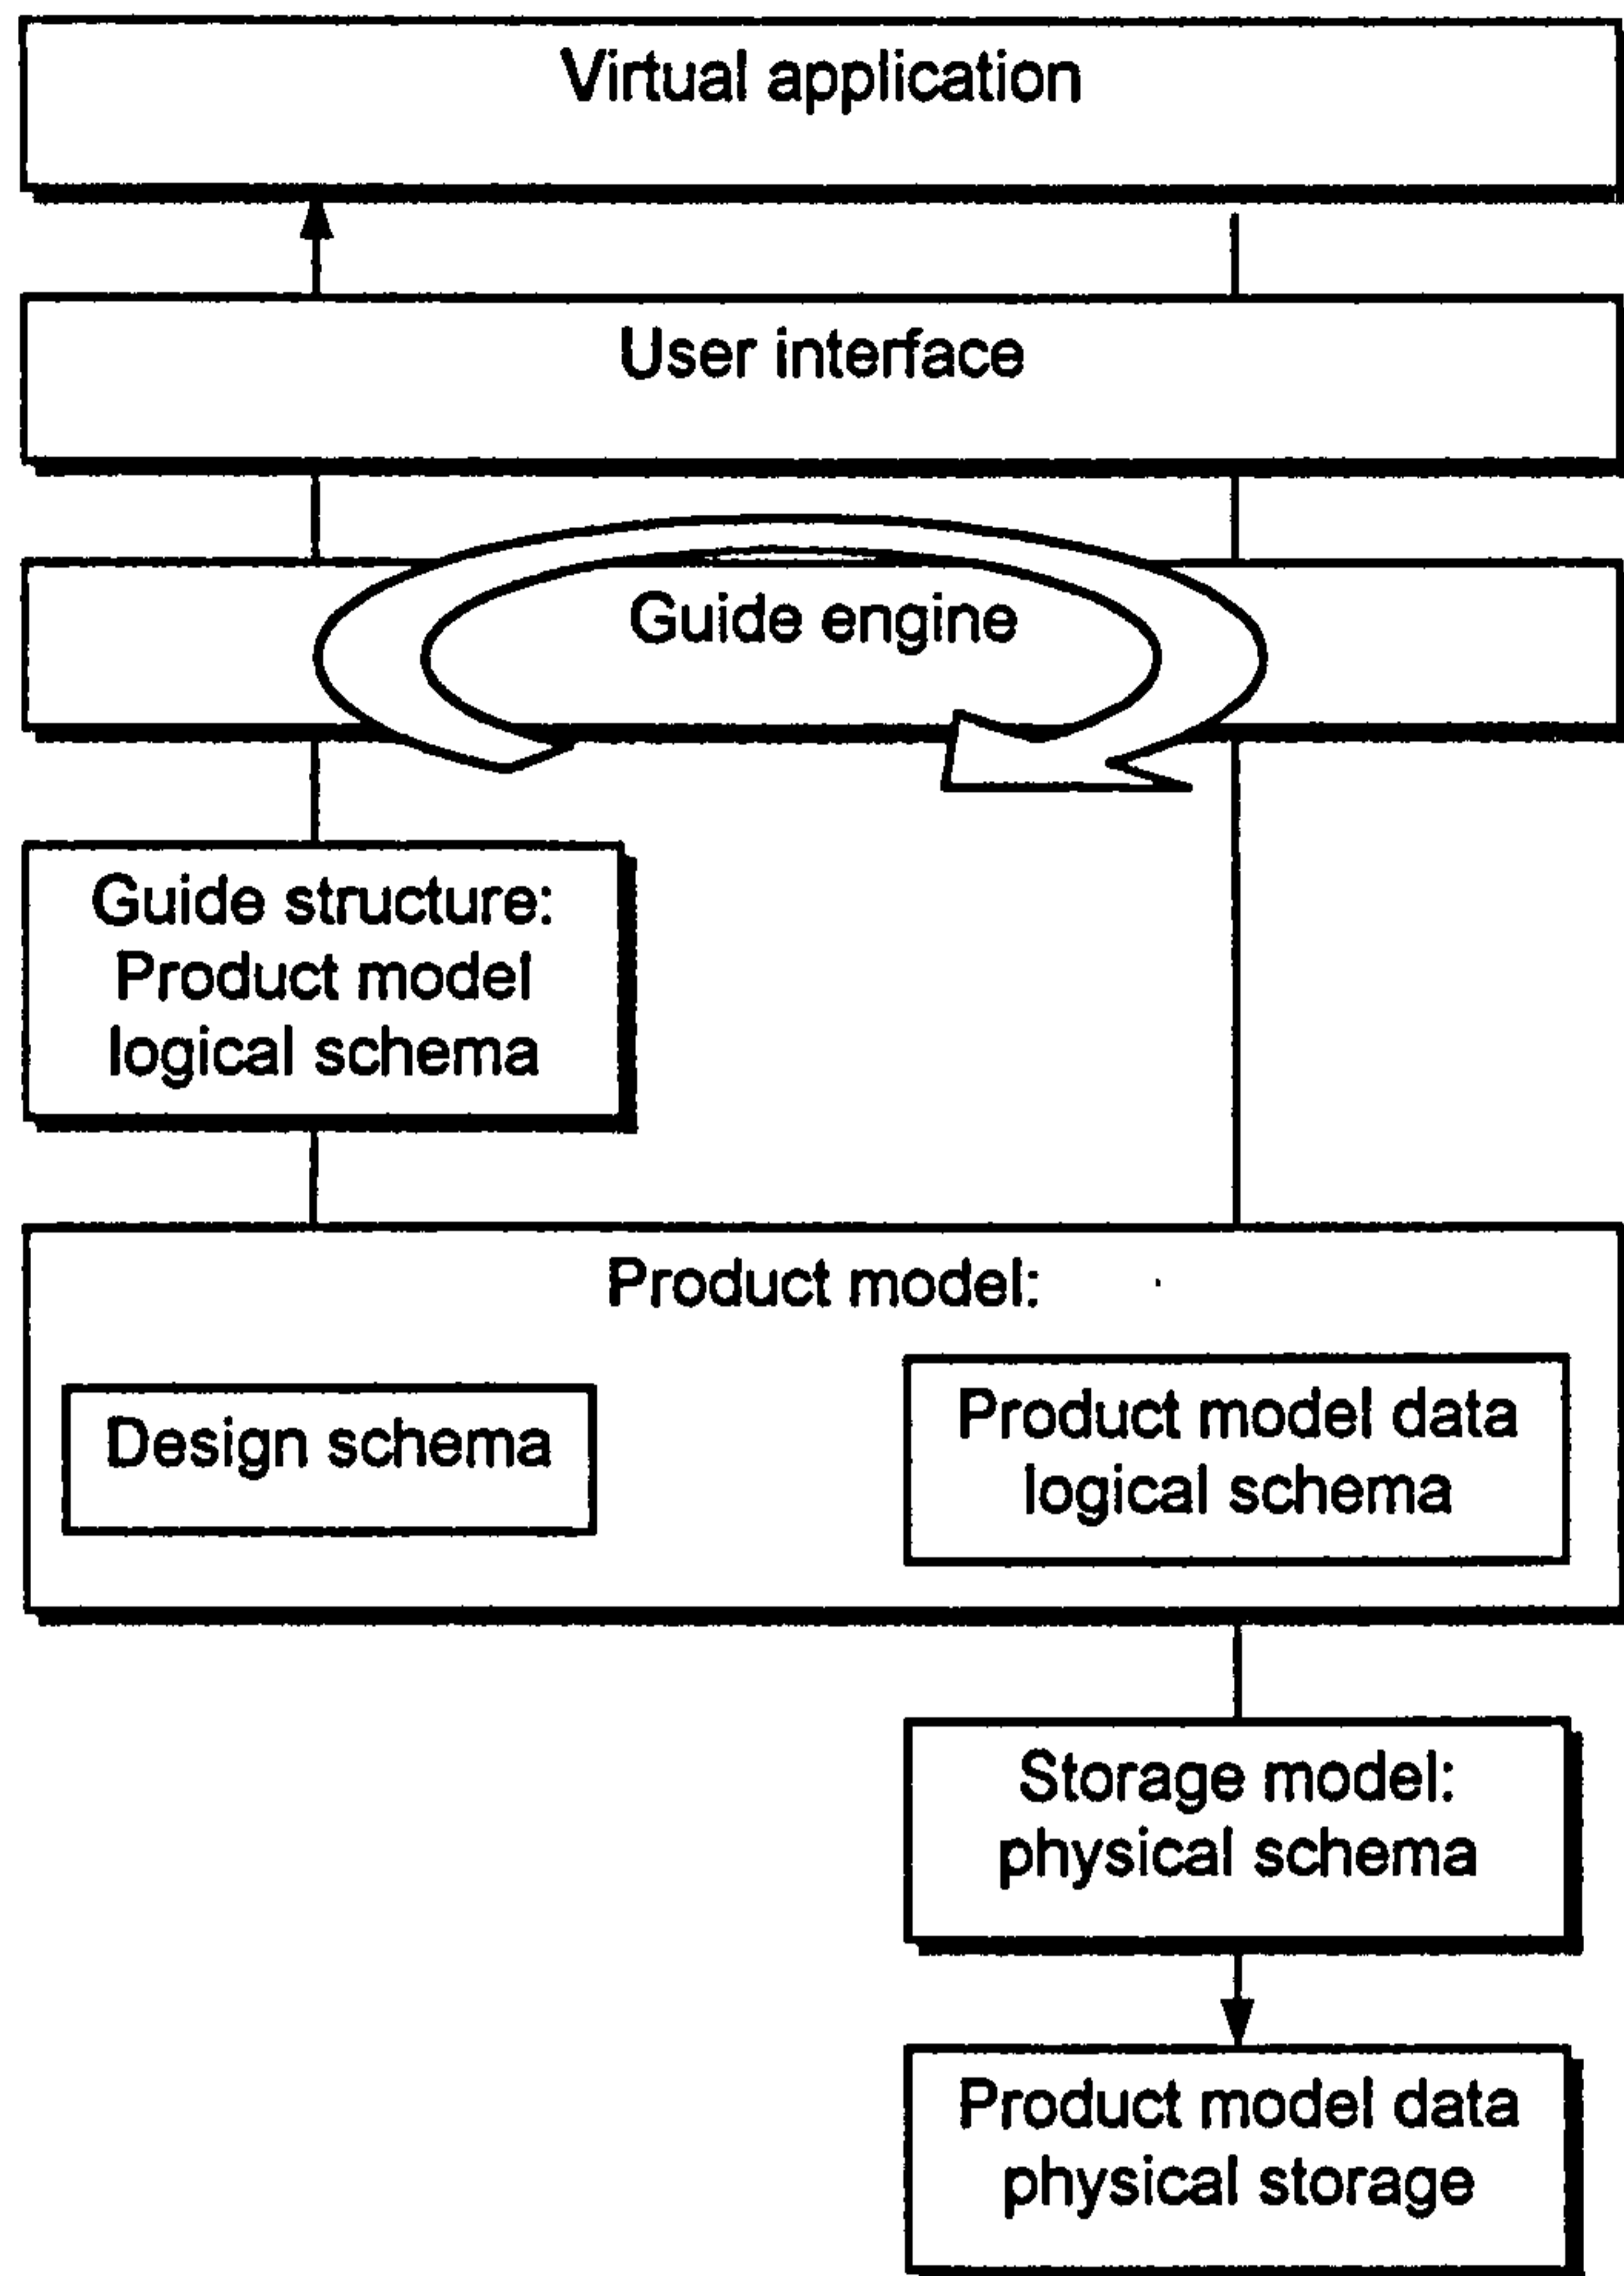 Virtual application
User interface
Guide engine
Guide structure:
Product model
logical schema
Product model:
Design schema
Product model data
logical schema
Storage model:
physical schema
Product model data
physical storage